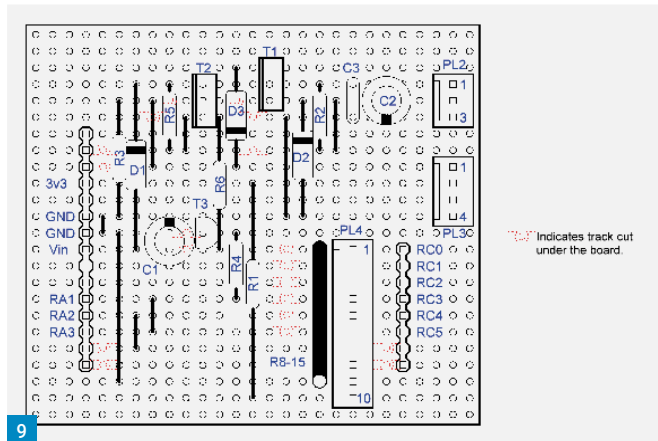 T1
T2
C3
PL2
1
R5
D3
R2
C2
3
R3
D1
D2
1
3v3
R6
GND
T3
4
GND
PL4
PL3
Indicates track cut
under the board.
Vin
1
RC0
C1
R4
R1
RC1
RC2
RA1
RC3
RA2
RC4
RA3
RC5
R8-15
10
9